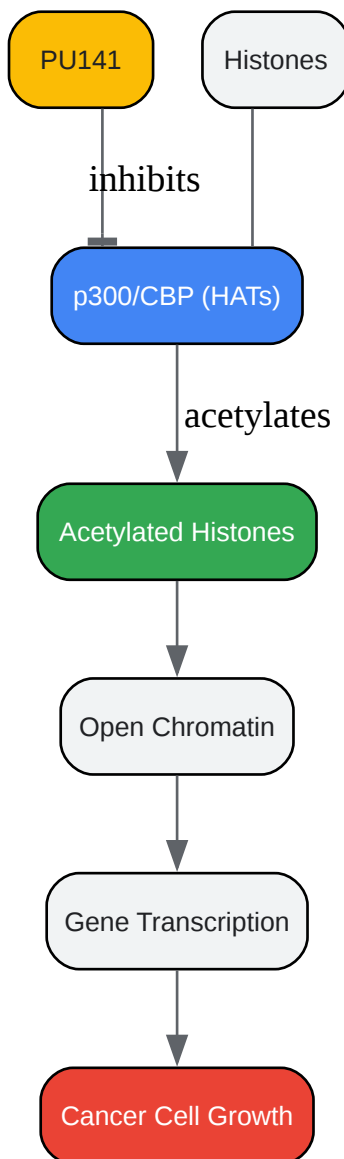 PU141
Histones
inhibits
p300/CBP (HATs)
acetylates
Acetylated Histones
Open Chromatin
Gene Transcription
Cancer Cell Growth